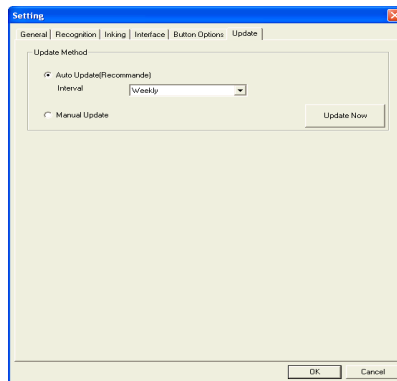 Setting
General Recognition Inking Interface Button Options Update
Update Method
Auto Update(Recommande)
Interval Weekly
Manual Update Update Now
OK Cancel